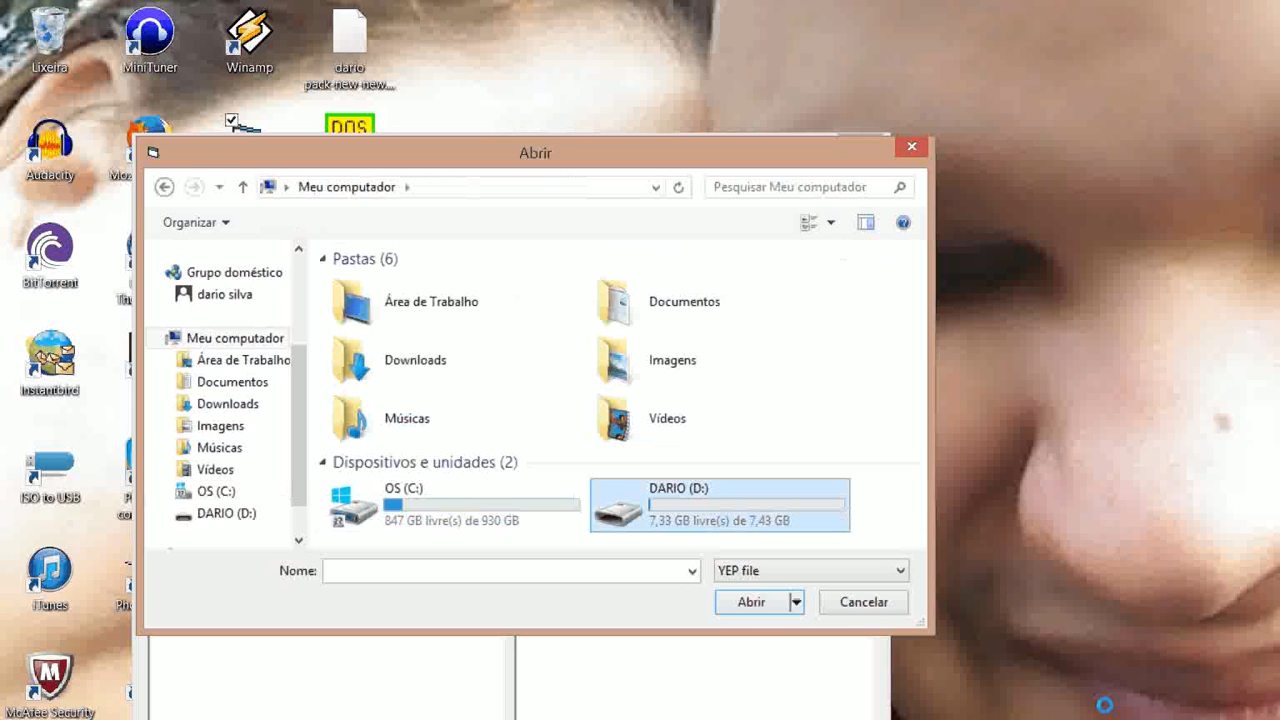 Lixeira
MiniTuner
Winamp
dario
pack-new-new...
DOS
Audacity
BitTorrent
Instantbird
ISO to USB
iTunes
McAfee Security
Abrir
Meu computador
Pesquisar Meu computador
Organizar
Grupo doméstico
dario silva
Meu computador
Área de Trabalho
Documentos
Downloads
Imagens
Músicas
Vídeos
OS (C:)
DARIO (D:)
Pastas (6)
Área de Trabalho
Documentos
Downloads
Imagens
Músicas
Vídeos
Dispositivos e unidades (2)
OS (C:)
847 GB livre(s) de 930 GB
DARIO (D:)
7,33 GB livre(s) de 7,43 GB
Nome:
YEP file
Abrir
Cancelar